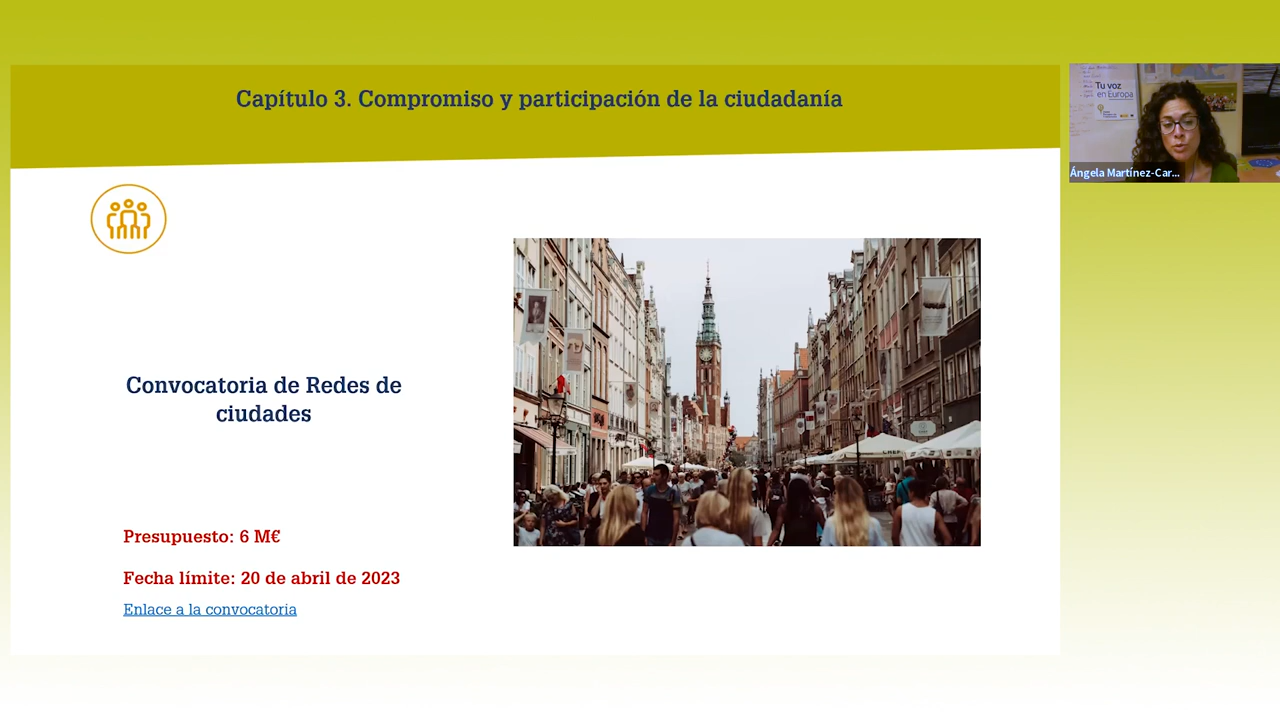 Capítulo 3. Compromiso y participación de la ciudadanía
Tu voz
en Europa
Ángela Martínez-Car...
Convocatoria de Redes de
ciudades
Presupuesto: 6 M€
Fecha límite: 20 de abril de 2023
Enlace a la convocatoria